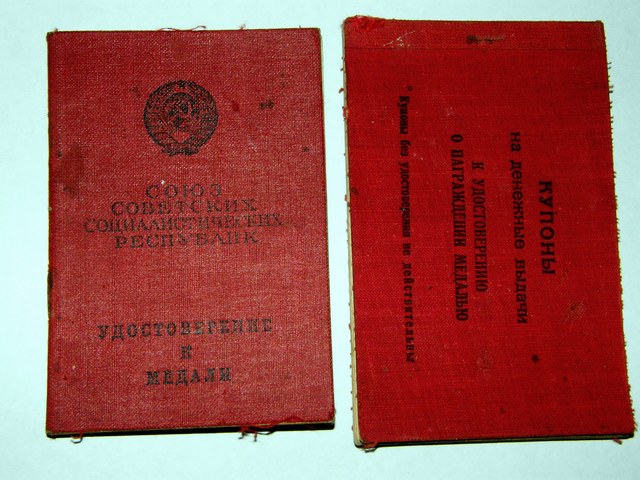 СОЮЗ
СОВЕТСКИХ
СОЦИАЛИСТИЧЕСКИХ
РЕСПУБЛИК
УДОСТОВЕРЕНИЕ
К
МЕДАЛИ
КУПОНЫ
на денежные выдачи
К УДОСТОВЕРЕНИЮ
О НАГРАЖДЕНИИ МЕДАЛЬЮ
Купоны без удостоверения не действительны